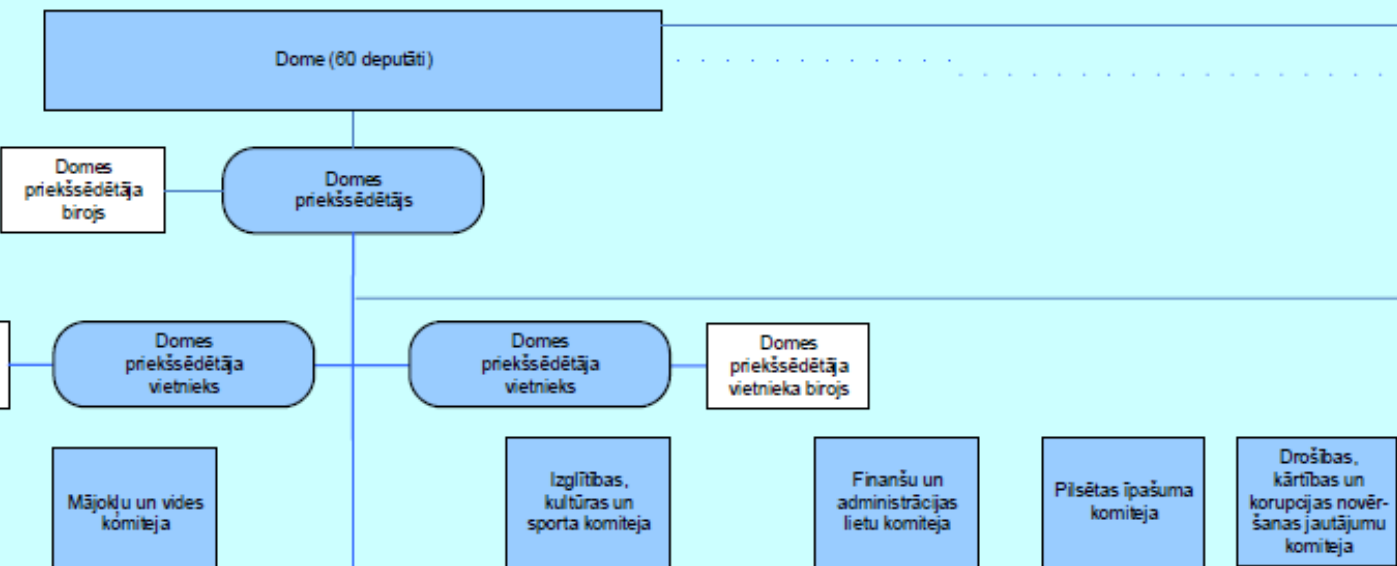 Dome (60 deputāti)
Domes
priekšsēdētāja
birojs
Domes
priekšsēdētājs
Domes
priekšsēdētāja
vietnieks
Domes
priekšsēdētāja
vietnieks
Domes
priekšsēdētāja
vietnieka birojs
Mājokļu un vides
komiteja
Izglītības,
kultūras un
sporta komiteja
Finanšu un
administrācijas
lietu komiteja
Pilsētas īpašuma
komiteja
Drošības,
kārtības un
korupcijas novēr-
šanas jautājumu
komiteja